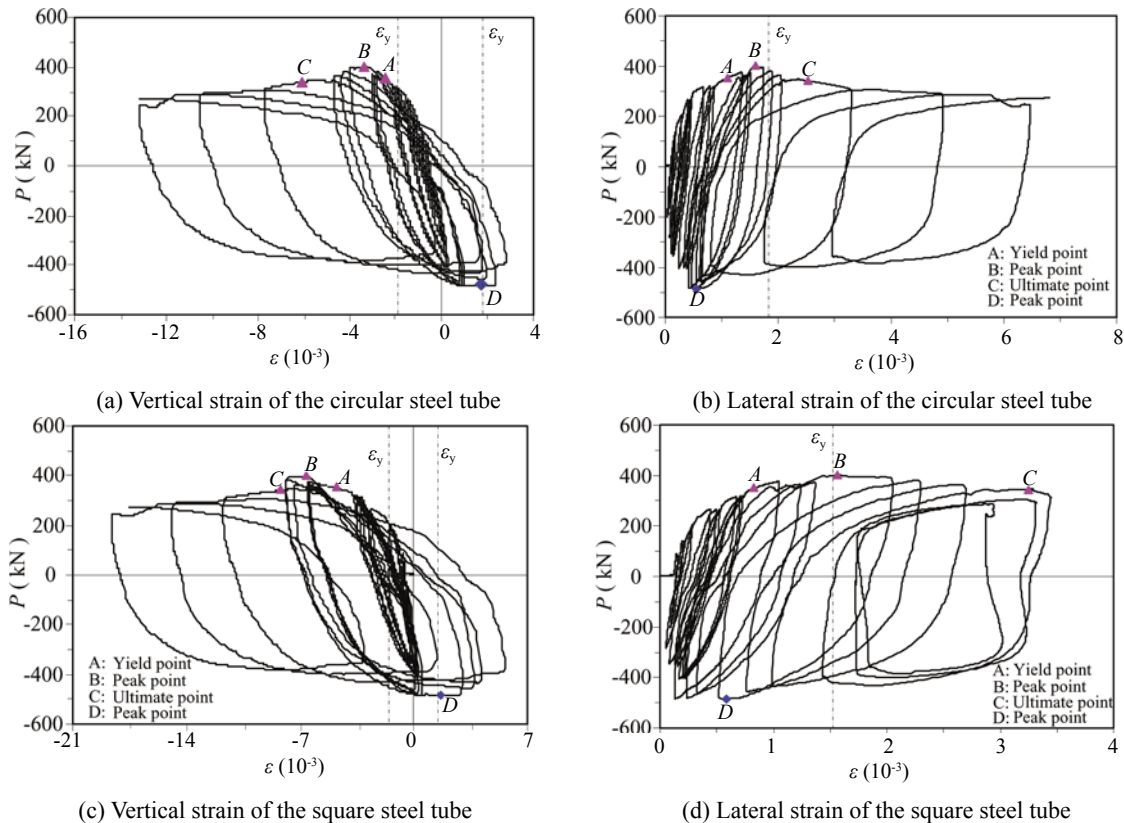 600
400
200
0
-200
-400
-600
P ( kN )
εy
εy
C
B
A
D
-16
-12
-8
-4
0
4
ε (10-3)
(a) Vertical strain of the circular steel tube
600
400
200
0
-200
-400
-600
P ( kN )
εy
A
B
C
D
A: Yield point
B: Peak point
C: Ultimate point
D: Peak point
0
2
4
6
8
ε (10-3)
(b) Lateral strain of the circular steel tube
600
400
200
0
-200
-400
-600
P ( kN )
εy
εy
C
B
A
D
A: Yield point
B: Peak point
C: Ultimate point
D: Peak point
-21
-14
-7
0
7
ε (10-3)
(c) Vertical strain of the square steel tube
600
400
200
0
-200
-400
-600
P ( kN )
εy
A
B
C
D
A: Yield point
B: Peak point
C: Ultimate point
D: Peak point
0
1
2
3
4
ε (10-3)
(d) Lateral strain of the square steel tube